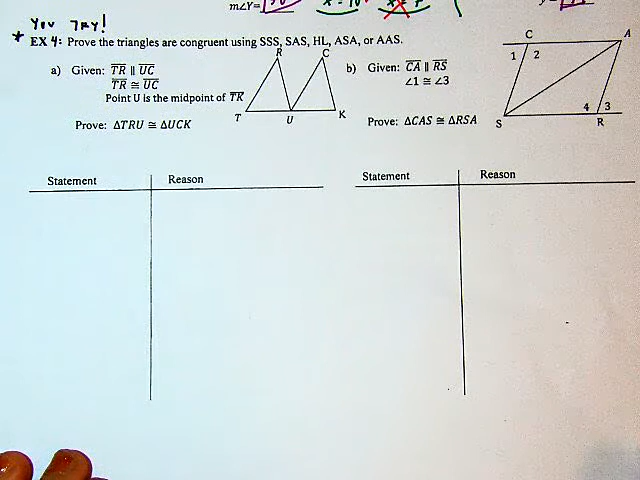 m∠Y=
YOU TRY!
* EX 4: Prove the triangles are congruent using SSS, SAS, HL, ASA, or AAS.
a) Given: TR ∥ UC
TR ≅ UC
Point U is the midpoint of TK
Prove: ΔTRU ≅ ΔUCK
R C
T U K
b) Given: CA ∥ RS
∠1 ≅ ∠3
Prove: ΔCAS ≅ ΔRSA
C A
1 2
4 3
S R
Statement Reason
Statement Reason